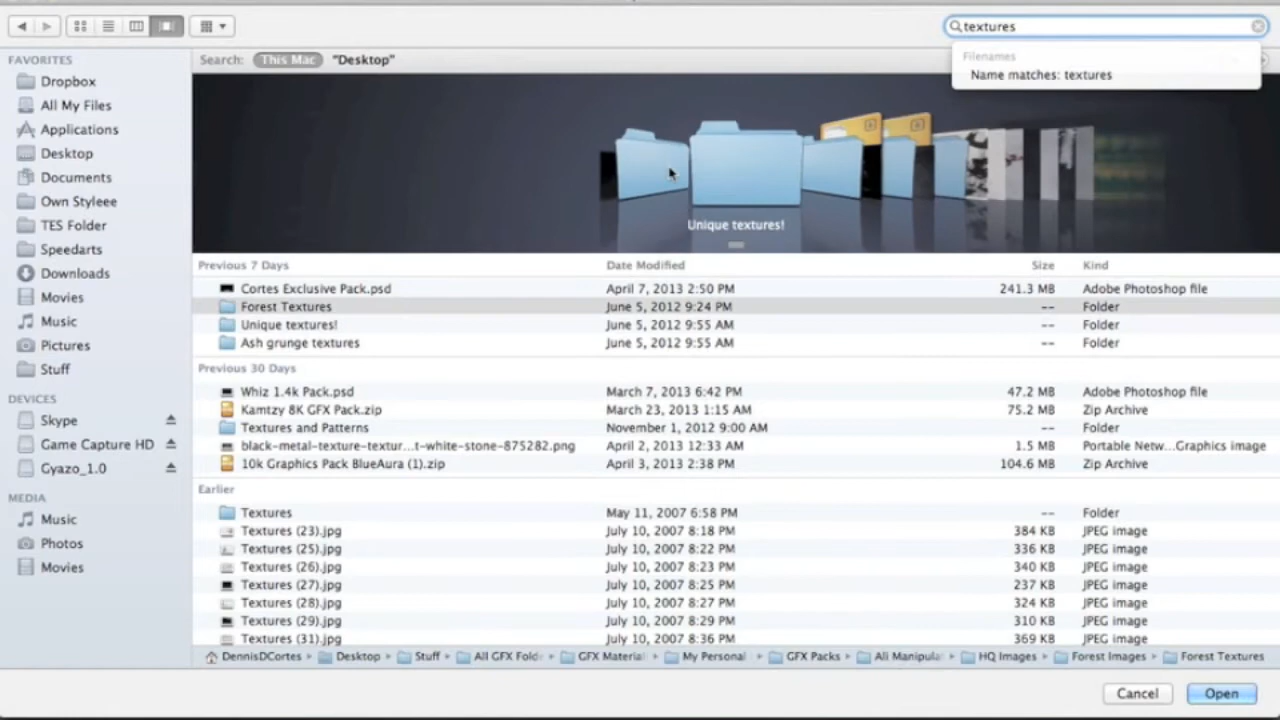 textures
Filenames
Name matches: textures
Search: This Mac "Desktop"
FAVORITES
Dropbox
All My Files
Applications
Desktop
Documents
Own Styleee
TES Folder
Speedarts
Downloads
Movies
Music
Pictures
Stuff
DEVICES
Skype
Game Capture HD
Gyazo_1.0
MEDIA
Music
Photos
Movies
Unique textures!
Previous 7 Days Date Modified Size Kind
Cortes Exclusive Pack.psd April 7, 2013 2:50 PM 241.3 MB Adobe Photoshop file
Forest Textures June 5, 2012 9:24 PM -- Folder
Unique textures! June 5, 2012 9:55 AM -- Folder
Ash grunge textures June 5, 2012 9:55 AM -- Folder
Previous 30 Days
Whiz 1.4k Pack.psd March 7, 2013 6:42 PM 47.2 MB Adobe Photoshop file
Kamtzy 8K GFX Pack.zip March 23, 2013 1:15 AM 75.2 MB Zip Archive
Textures and Patterns November 1, 2012 9:00 AM -- Folder
black-metal-texture-textur...t-white-stone-875282.png April 2, 2013 12:33 AM 1.5 MB Portable Netw...Graphics image
10k Graphics Pack BlueAura (1).zip April 3, 2013 2:38 PM 104.6 MB Zip Archive
Earlier
Textures May 11, 2007 6:58 PM -- Folder
Textures (23).jpg July 10, 2007 8:18 PM 384 KB JPEG image
Textures (25).jpg July 10, 2007 8:22 PM 336 KB JPEG image
Textures (26).jpg July 10, 2007 8:23 PM 340 KB JPEG image
Textures (27).jpg July 10, 2007 8:25 PM 237 KB JPEG image
Textures (28).jpg July 10, 2007 8:27 PM 324 KB JPEG image
Textures (29).jpg July 10, 2007 8:29 PM 310 KB JPEG image
Textures (31).jpg July 10, 2007 8:36 PM 369 KB JPEG image
DennisDCortes Desktop Stuff All GFX Fold GFX Material My Personal GFX Packs Ali Manipula HQ Images Forest Images Forest Textures
Cancel Open